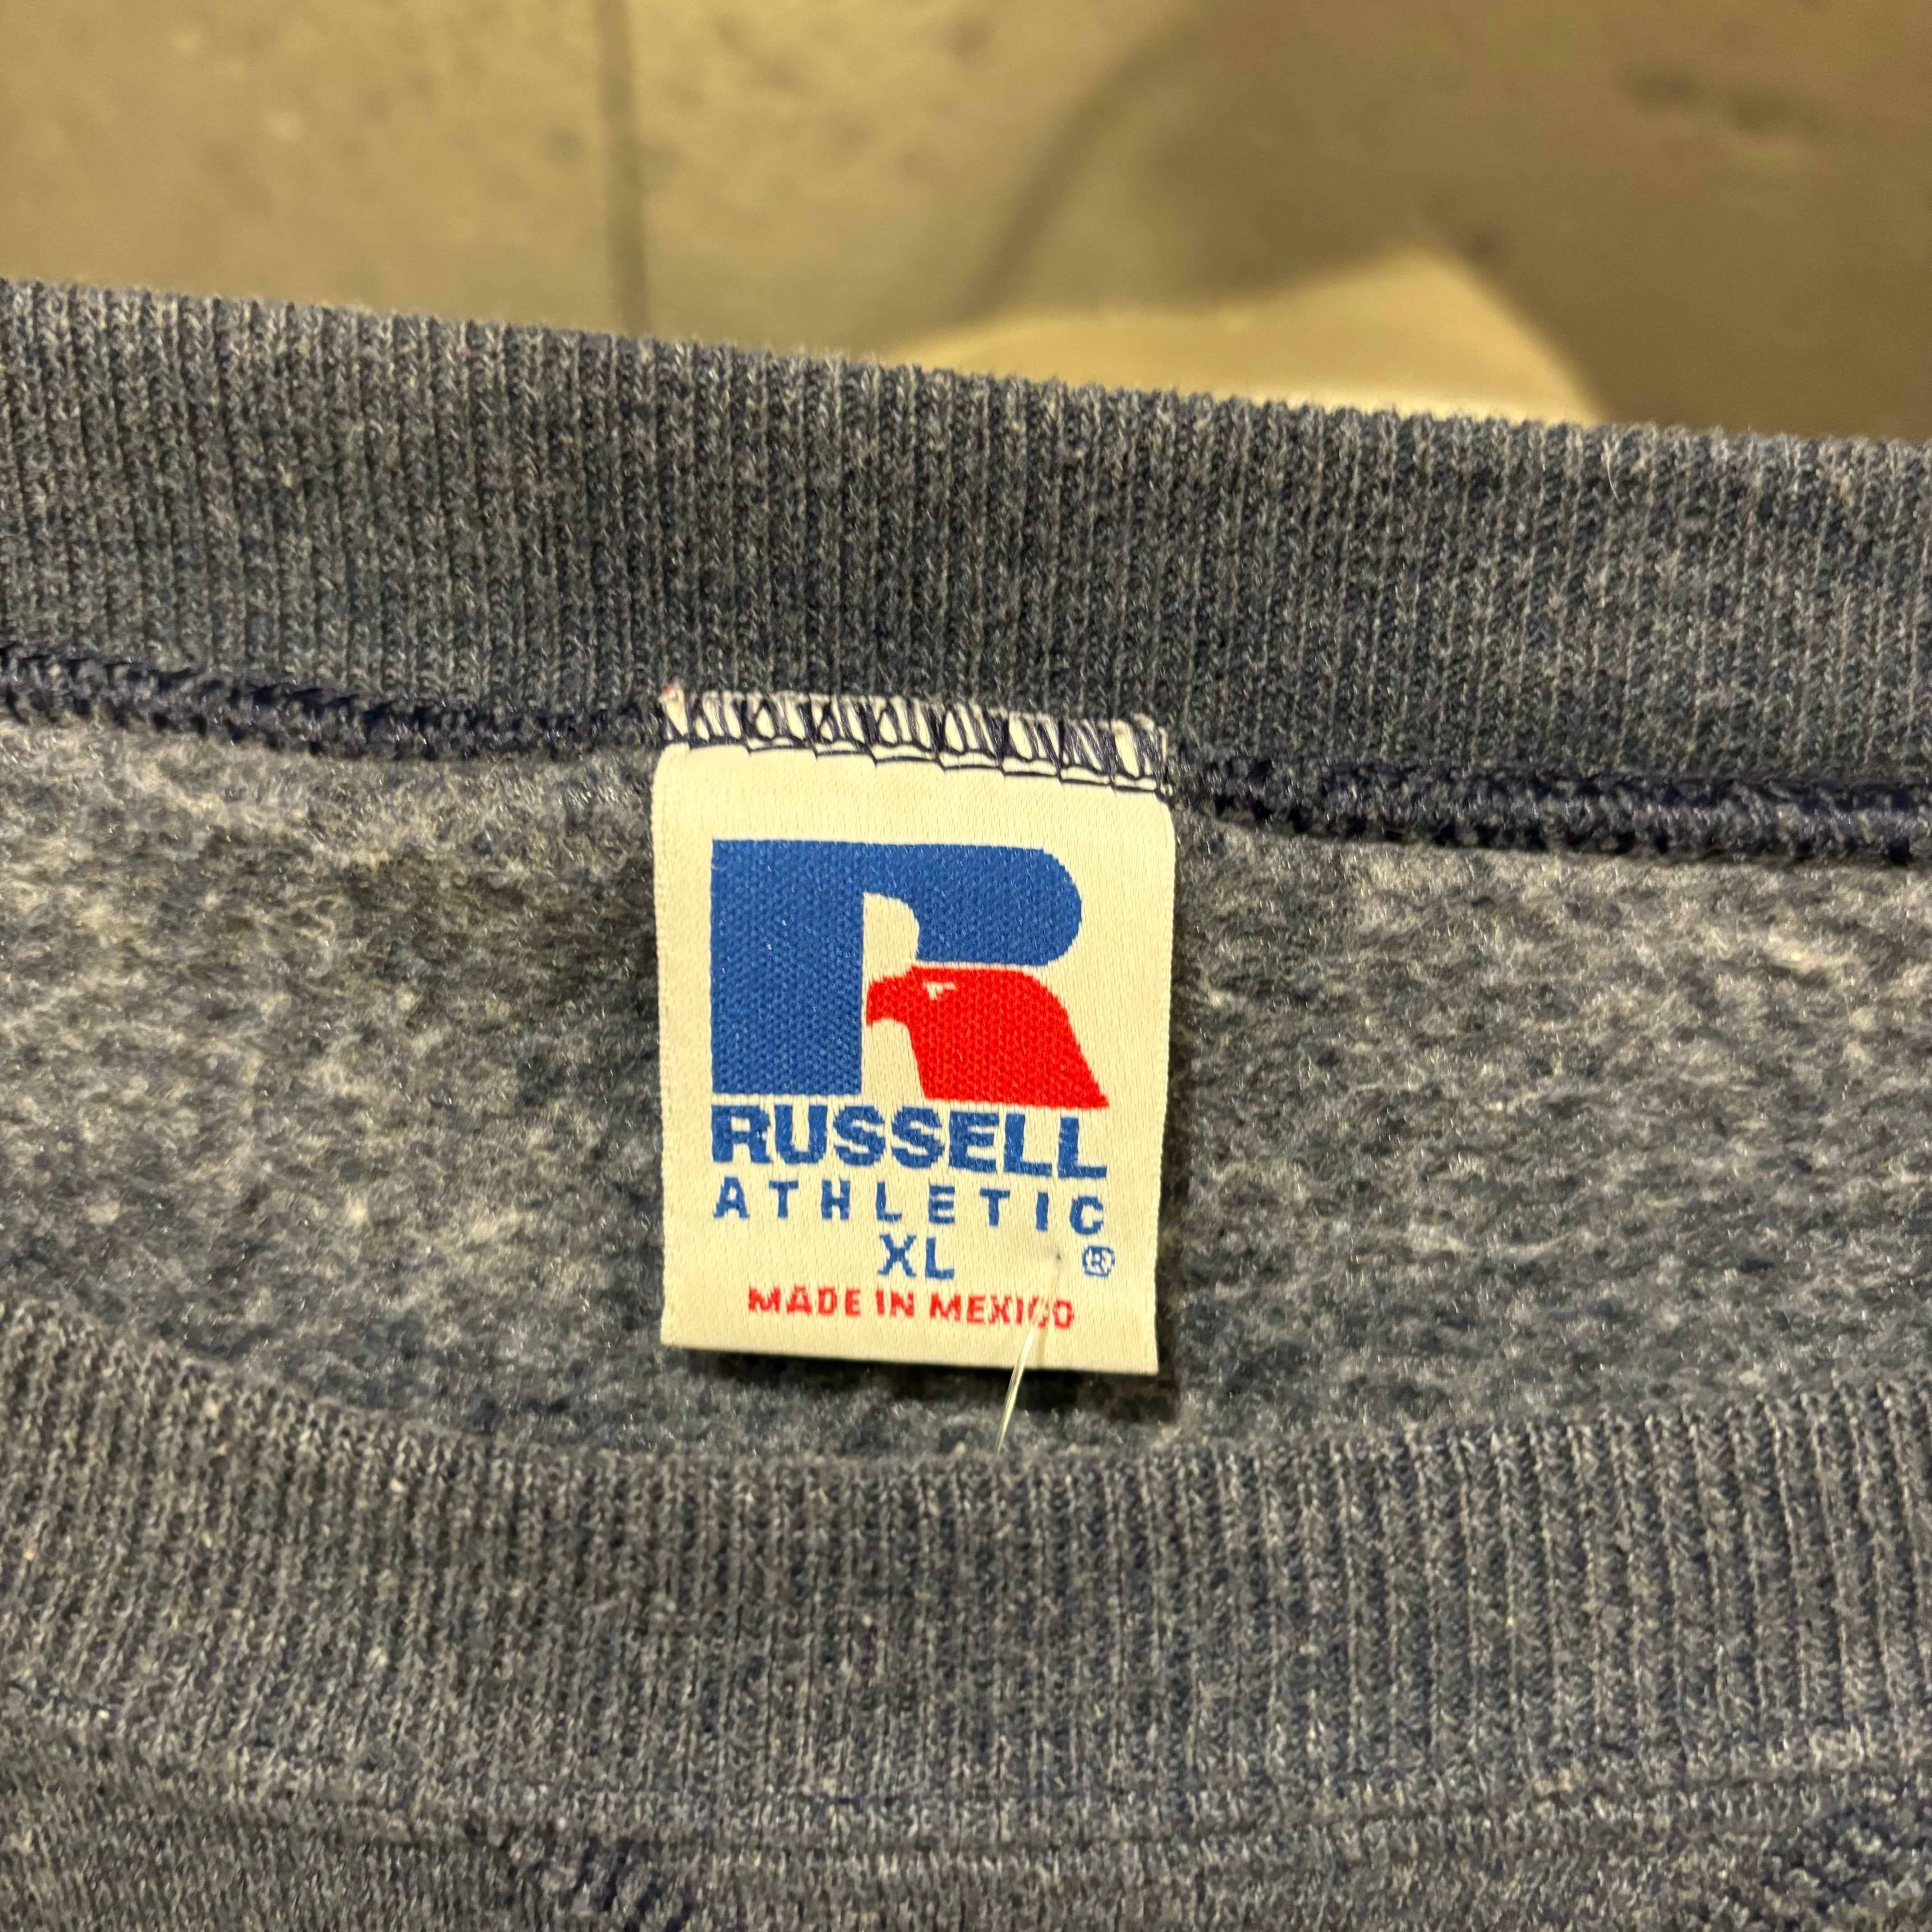 RUSSELL
ATHLETIC
XL ®
MADE IN MEXICO